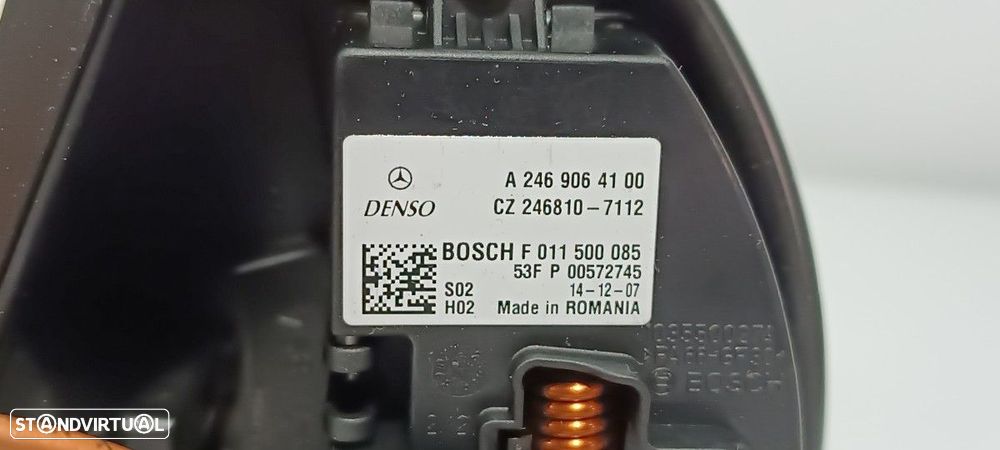 A 246 906 41 00
DENSO CZ 246810-7112
BOSCH F 011 500 085
53F P 00572745
S02 14-12-07
H02 Made in ROMANIA
BOSCH
STANDVIRTUAL